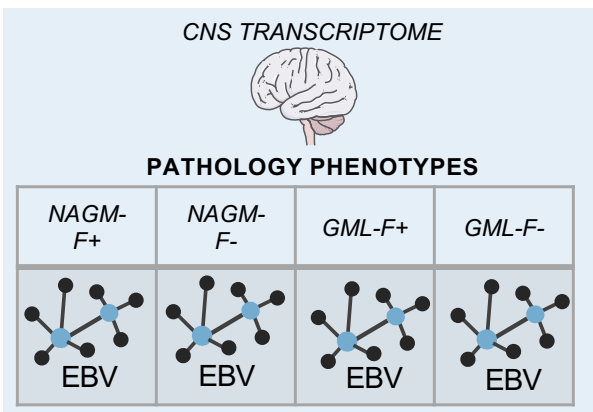 CNS TRANSCRIPTOME
PATHOLOGY PHENOTYPES
NAGM-
F+
NAGM-
F-
GML-F+
GML-F-
EBV
EBV
EBV
EBV